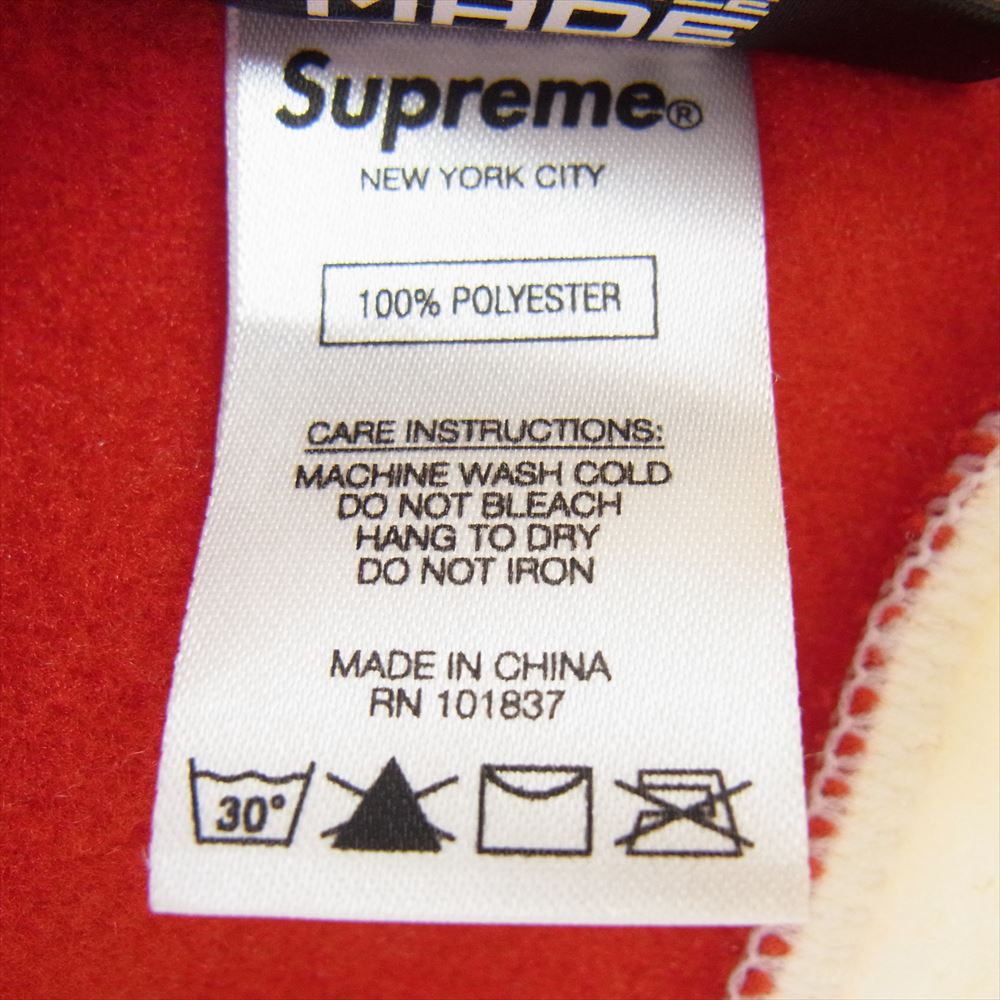 MADE
Supreme®
NEW YORK CITY
100% POLYESTER
CARE INSTRUCTIONS:
MACHINE WASH COLD
DO NOT BLEACH
HANG TO DRY
DO NOT IRON
MADE IN CHINA
RN 101837
30°